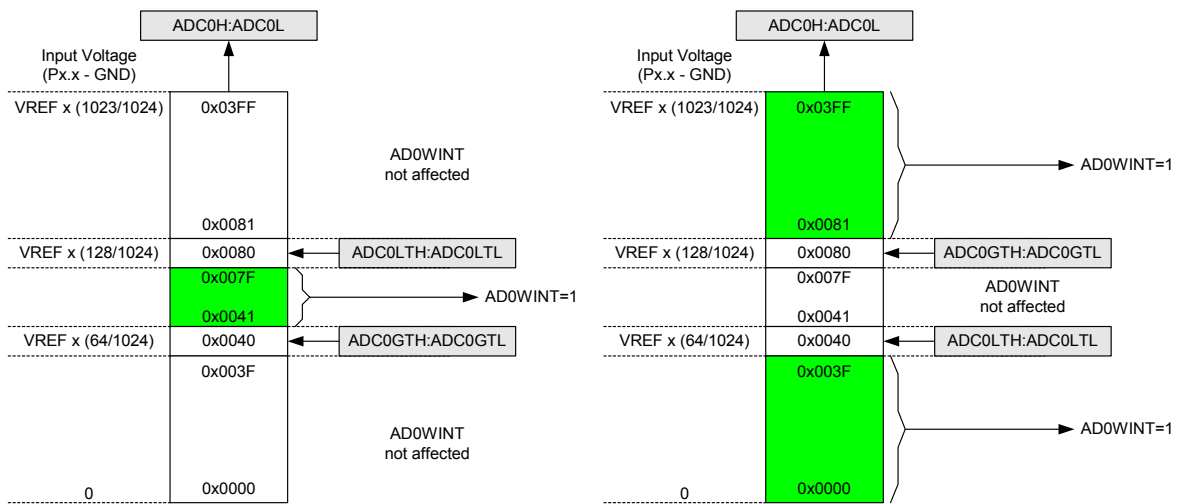 ADC0H:ADC0L
Input Voltage
(Px.x - GND)
VREF x (1023/1024)
0x03FF
AD0WINT
not affected
0x0081
VREF x (128/1024)
0x0080
ADC0LTH:ADC0LTL
0x007F
AD0WINT=1
0x0041
VREF x (64/1024)
0x0040
ADC0GTH:ADC0GTL
0x003F
AD0WINT
not affected
0
0x0000
ADC0H:ADC0L
Input Voltage
(Px.x - GND)
VREF x (1023/1024)
0x03FF
AD0WINT=1
0x0081
VREF x (128/1024)
0x0080
ADC0GTH:ADC0GTL
0x007F
AD0WINT
not affected
0x0041
VREF x (64/1024)
0x0040
ADC0LTH:ADC0LTL
0x003F
AD0WINT=1
0
0x0000